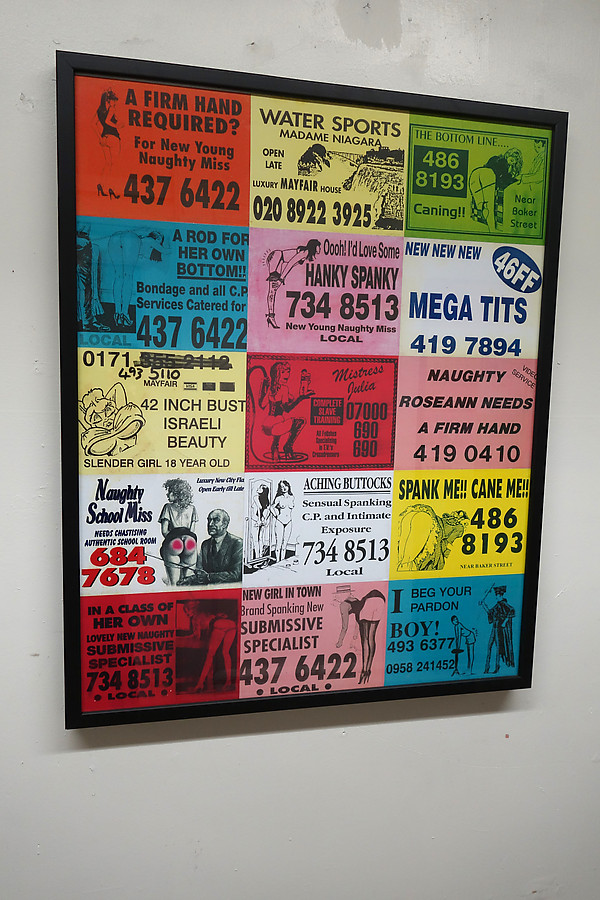 A FIRM HAND
REQUIRED?
For New Young
Naughty Miss
437 6422
WATER SPORTS
MADAME NIAGARA
OPEN
LATE
LUXURY MAYFAIR HOUSE
020 8922 3925
THE BOTTOM LINE....
486
8193
Caning!!
Near
Baker
Street
A ROD FOR
HER OWN
BOTTOM!!
Bondage and all C.P.
Services Catered for
LOCAL 437 6422
Oooh! I'd Love Some
HANKY SPANKY
734 8513
New Young Naughty Miss
LOCAL
NEW NEW NEW
46FF
MEGA TITS
419 7894
0171
493 5110
MAYFAIR
42 INCH BUST
ISRAELI
BEAUTY
SLENDER GIRL 18 YEAR OLD
Mistress
Julia
COMPLETE
SLAVE
TRAINING
07000
690
690
VIDEO
SERVICE
NAUGHTY
ROSEANN NEEDS
A FIRM HAND
419 0410
Naughty
School Miss
Luxury New City Flat
Open Early till Late
NEEDS CHASTISING
AUTHENTIC SCHOOL ROOM
684
7678
ACHING BUTTOCKS
Sensual Spanking
C.P. and Intimate
Exposure
734 8513
Local
SPANK ME!! CANE ME!!
486
8193
NEAR BAKER STREET
IN A CLASS OF
HER OWN
LOVELY NEW NAUGHTY
SUBMISSIVE
SPECIALIST
734 8513
• LOCAL •
NEW GIRL IN TOWN
Brand Spanking New
SUBMISSIVE
SPECIALIST
437 6422
• LOCAL •
I BEG YOUR
PARDON
BOY!
493 6377
0958 241452